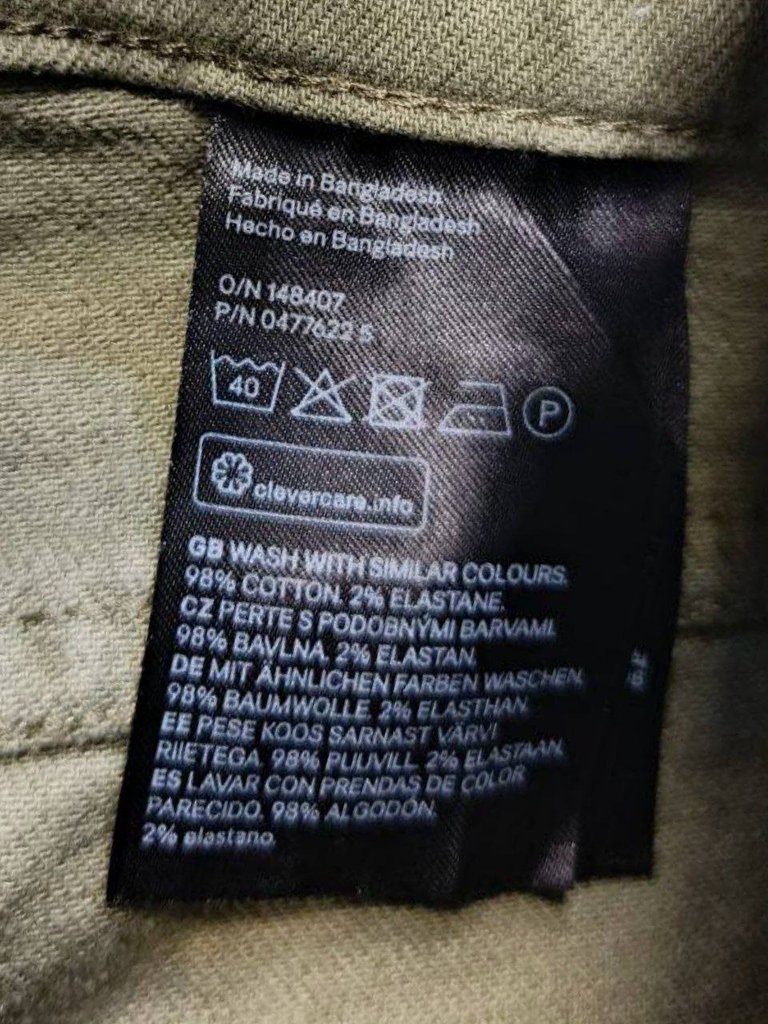 Made in Bangladesh
Fabriqué en Bangladesh
Hecho en Bangladesh
O/N 148407
P/N 0477622 5
40 P
clevercare.info
GB WASH WITH SIMILAR COLOURS.
98% COTTON, 2% ELASTANE.
CZ PERTE S PODOBNÝMI BARVAMI.
98% BAVLNA, 2% ELASTAN.
DE MIT ÄHNLICHEN FARBEN WASCHEN.
98% BAUMWOLLE, 2% ELASTHAN.
EE PESE KOOS SARNAST VÄRVI
RIIETEGA. 98% PUUVILL, 2% ELASTAAN.
ES LAVAR CON PRENDAS DE COLOR
PARECIDO. 98% ALGODÓN,
2% elastano.